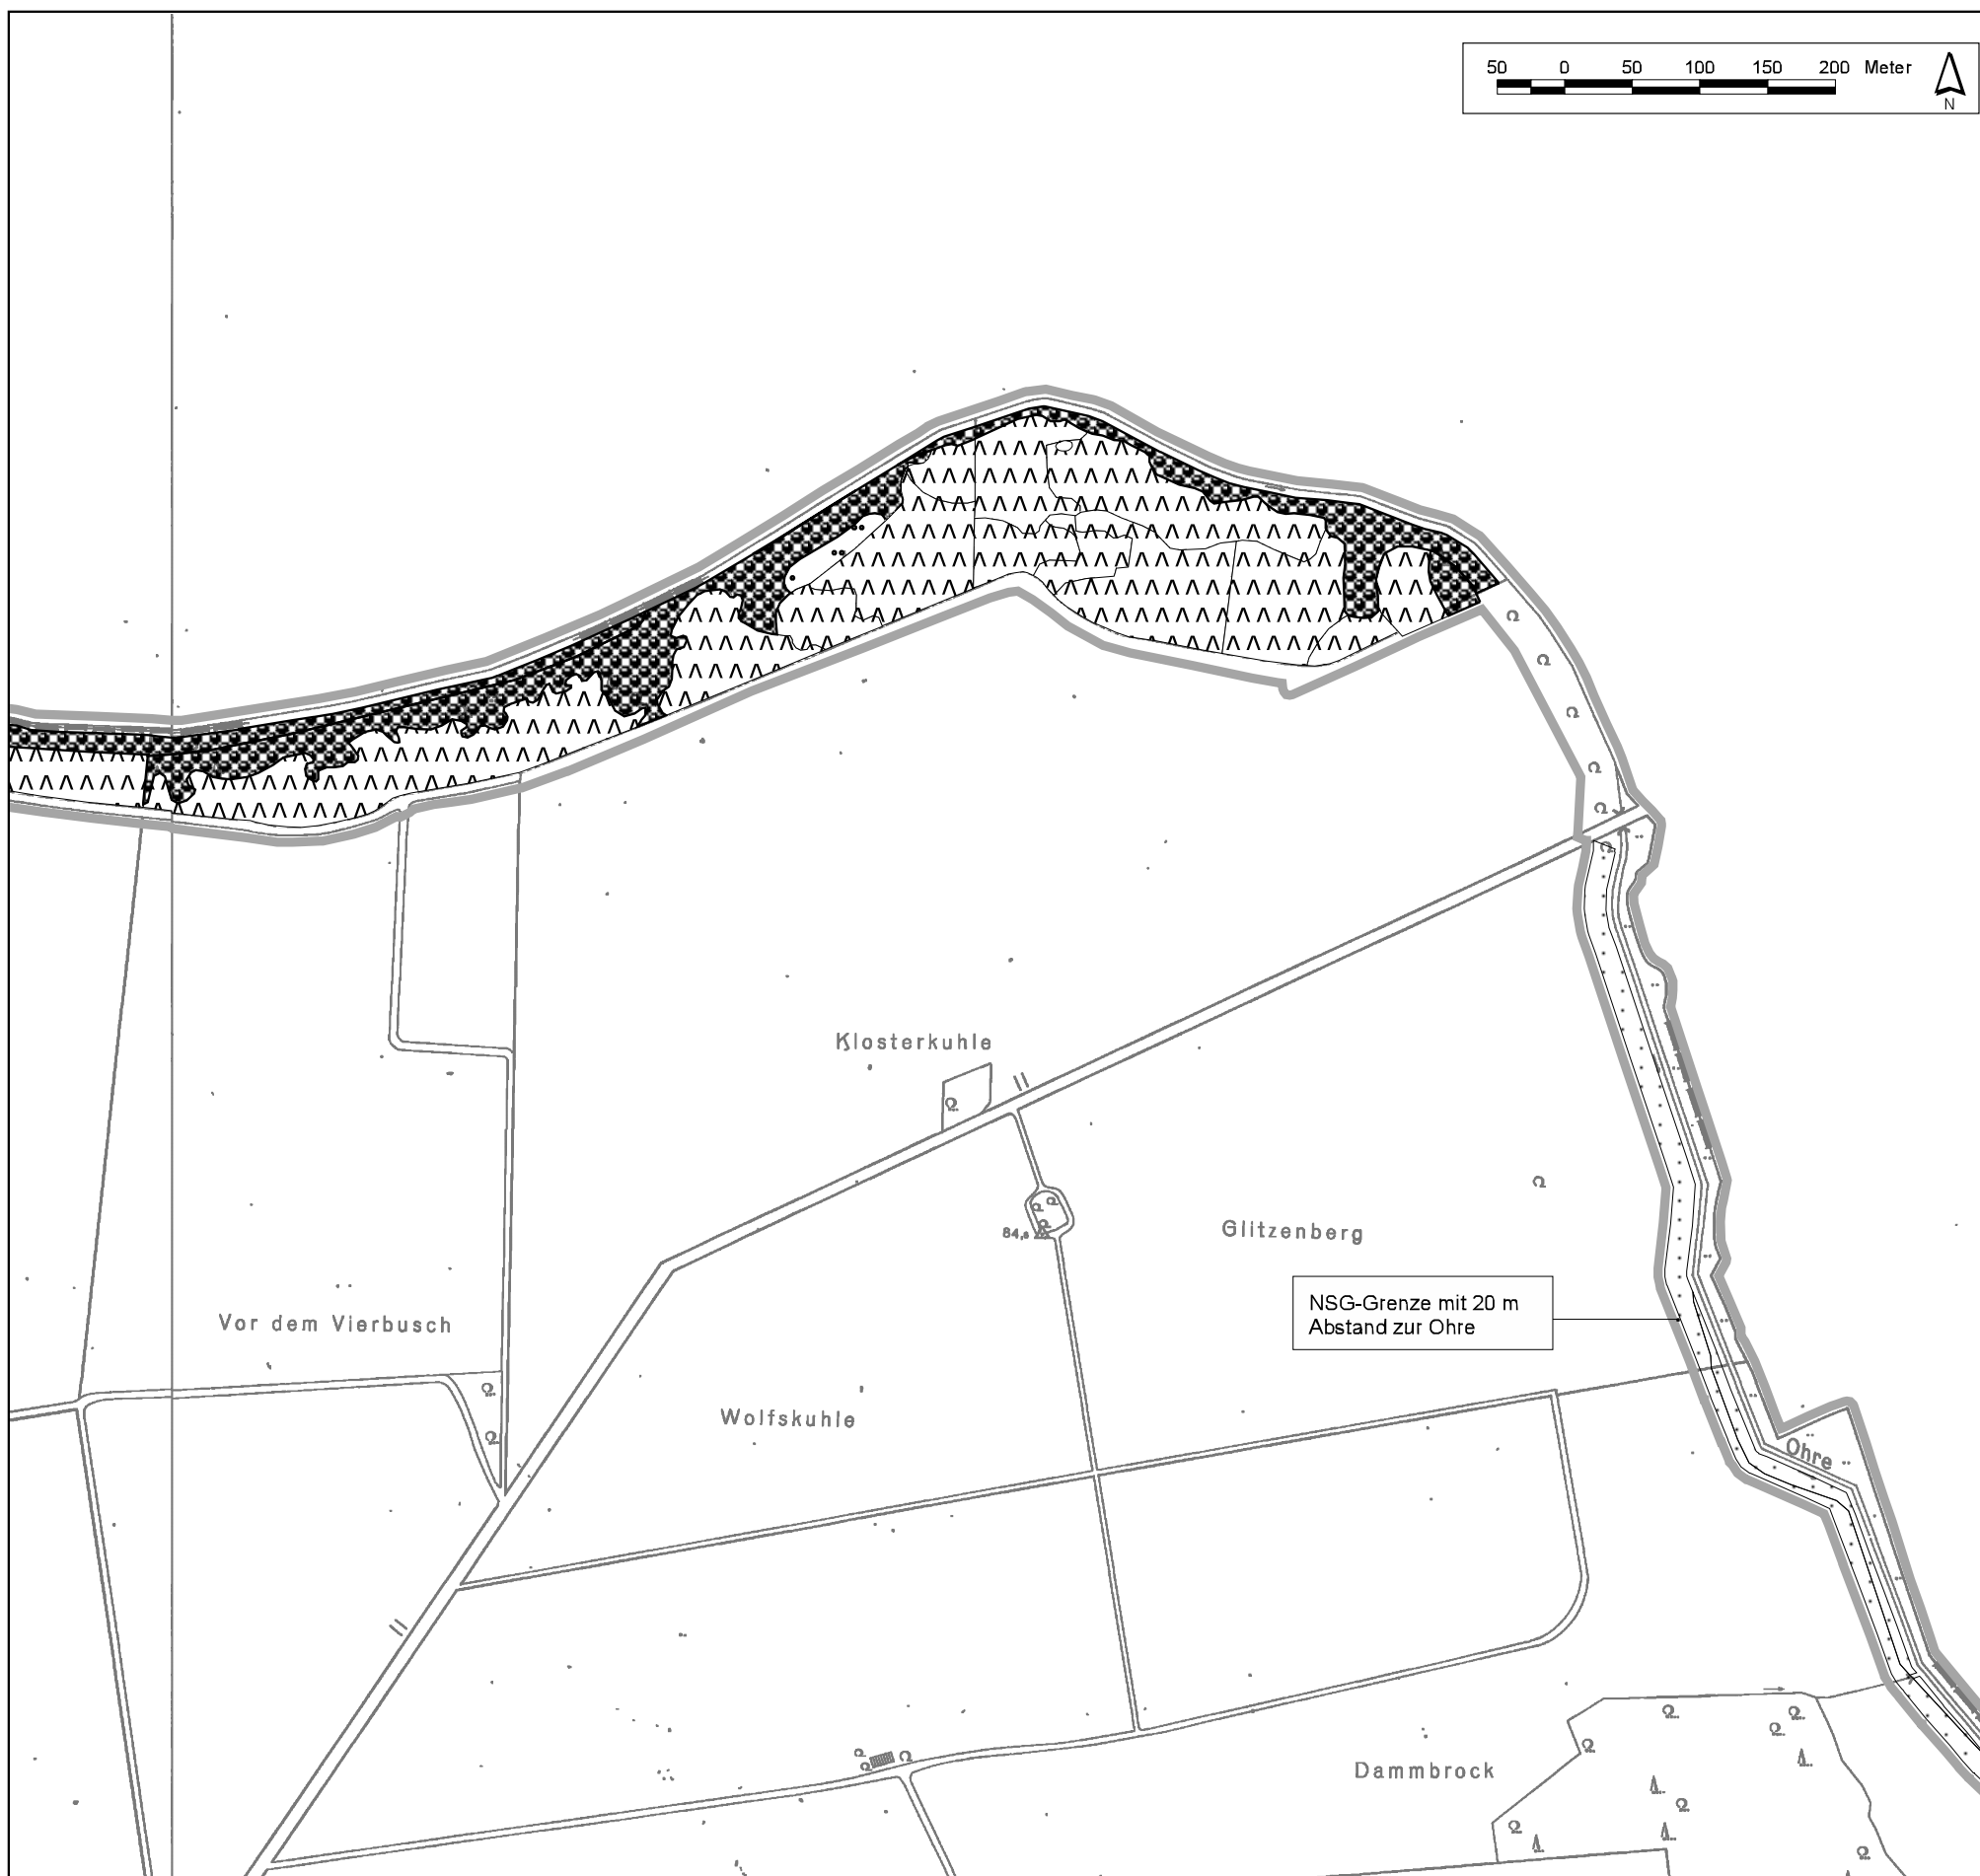 50 0 50 100 150 200 Meter
N
Klosterkuhle
84,8
Glitzenberg
NSG-Grenze mit 20 m
Abstand zur Ohre
Vor dem Vierbusch
Wolfskuhle
Ohre
Dammbrock